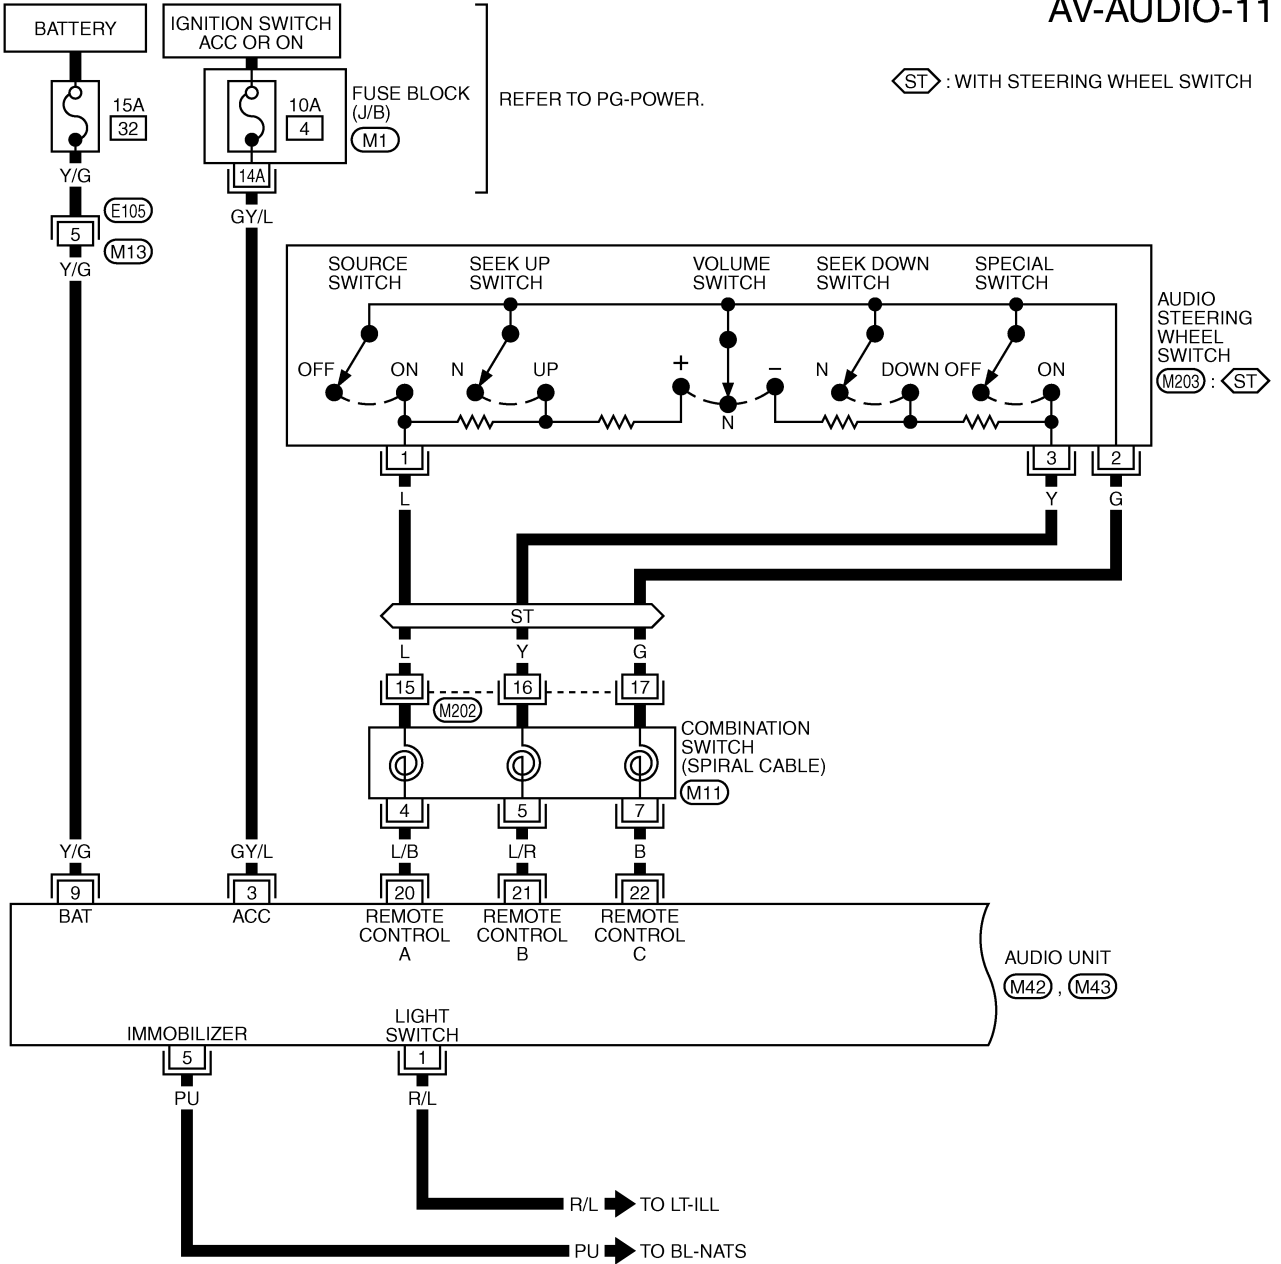 AV-AUDIO-11
BATTERY
IGNITION SWITCH
ACC OR ON
15A
32
10A
4
FUSE BLOCK
(J/B)
M1
REFER TO PG-POWER.
ST : WITH STEERING WHEEL SWITCH
Y/G
14A
E105
GY/L
5
M13
Y/G
SOURCE
SWITCH
SEEK UP
SWITCH
VOLUME
SWITCH
SEEK DOWN
SWITCH
SPECIAL
SWITCH
AUDIO
STEERING
WHEEL
SWITCH
M203 : ST
OFF ON N UP + − N DOWN OFF ON
N
1 3 2
L Y G
ST
L Y G
15 16 17
M202
COMBINATION
SWITCH
(SPIRAL CABLE)
M11
4 5 7
Y/G GY/L L/B L/R B
9 3 20 21 22
BAT ACC
REMOTE
CONTROL
A
REMOTE
CONTROL
B
REMOTE
CONTROL
C
AUDIO UNIT
M42 , M43
IMMOBILIZER
LIGHT
SWITCH
5 1
PU R/L
R/L TO LT-ILL
PU TO BL-NATS